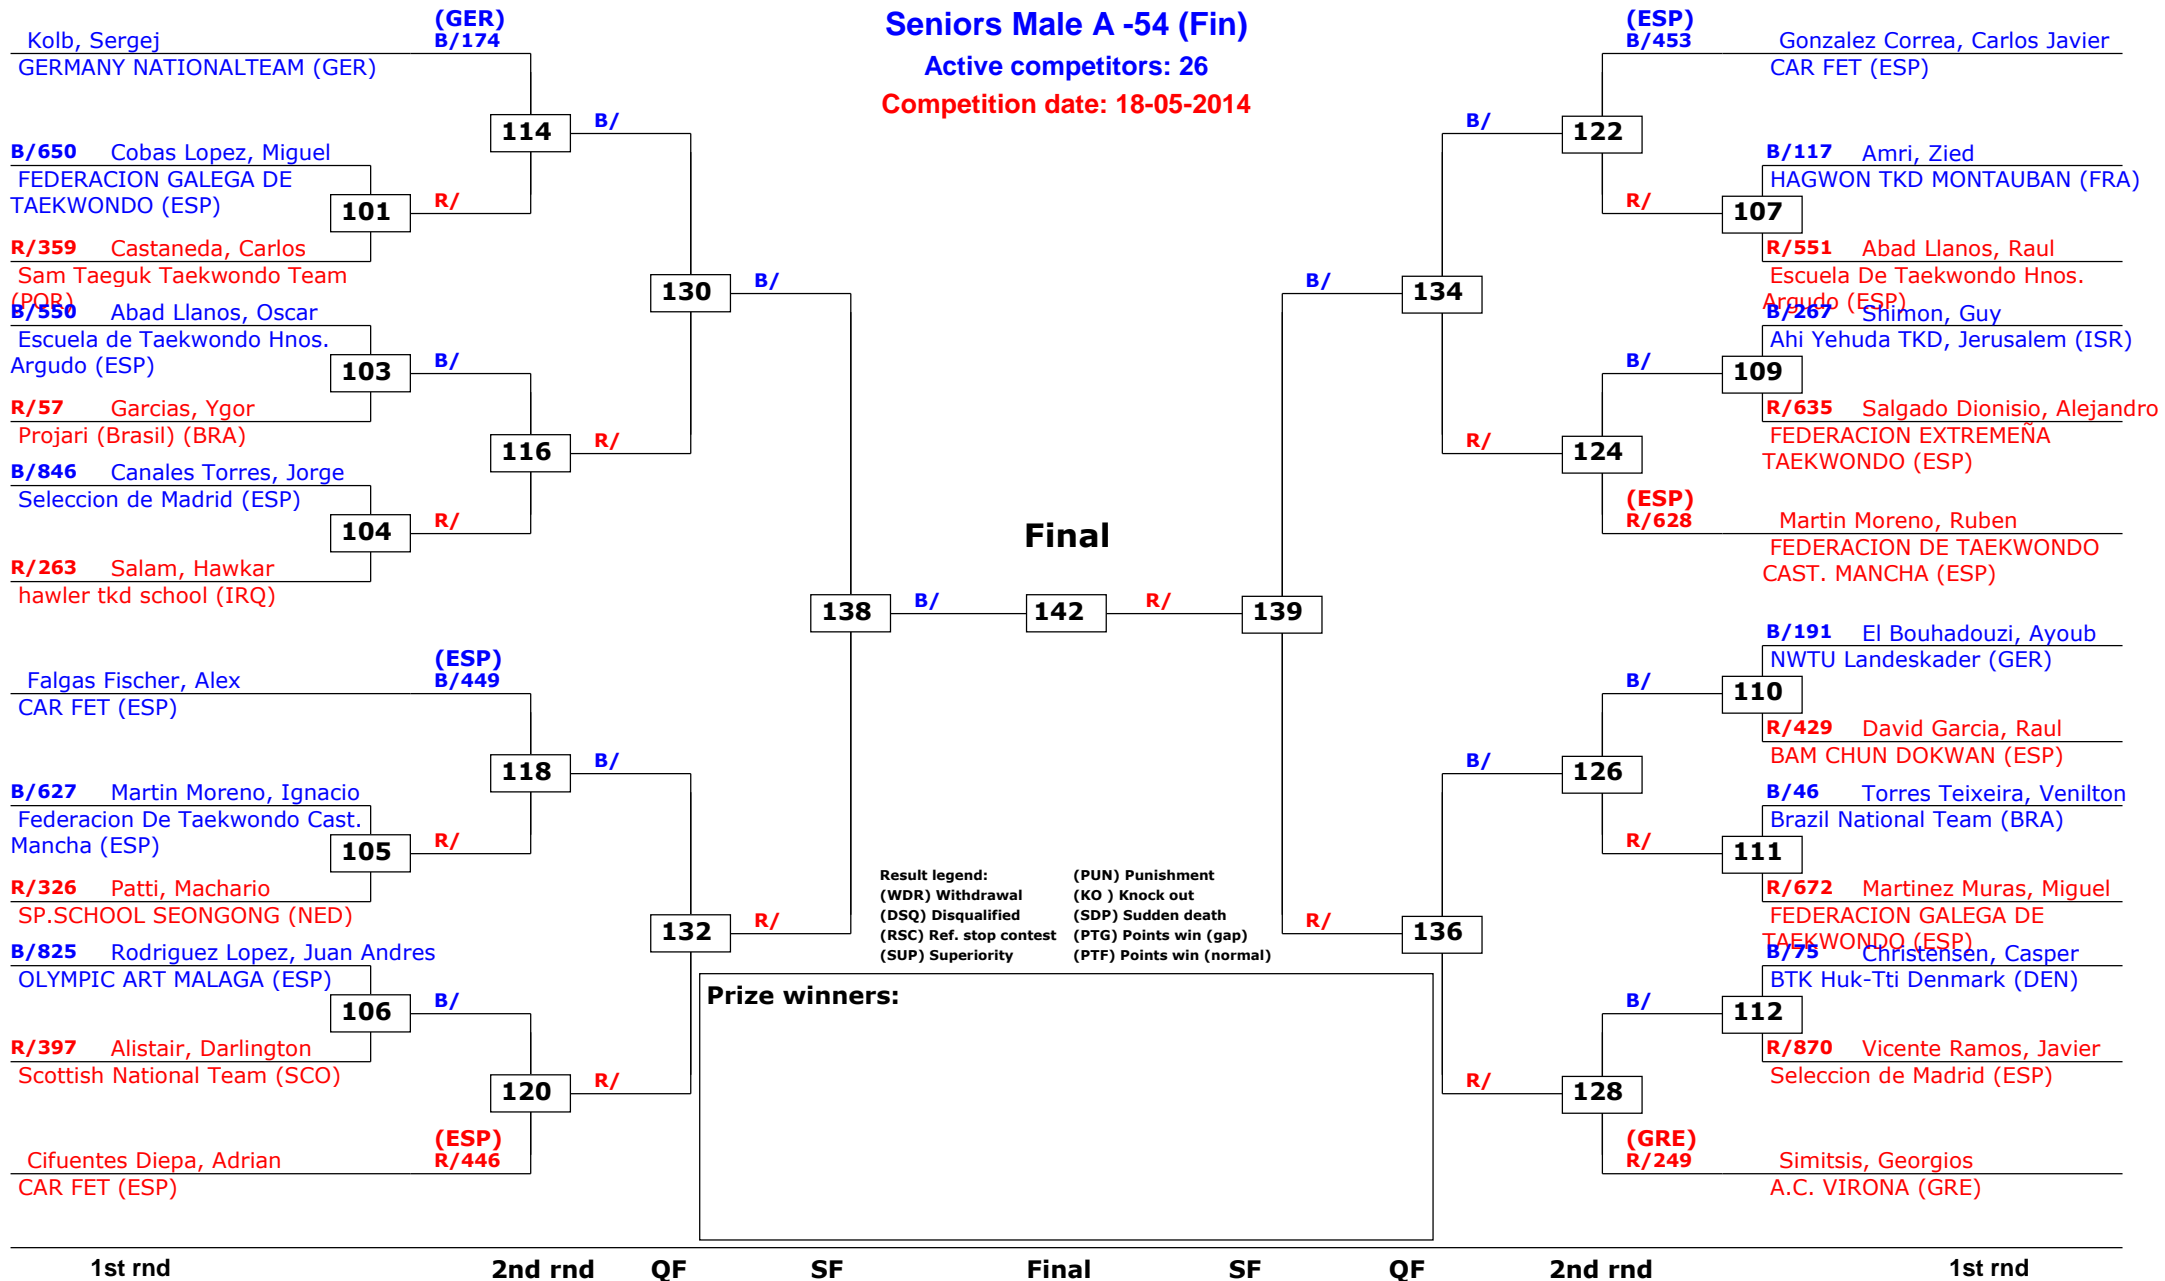 Seniors Male A -54 (Fin)
Active competitors: 26
Competition date: 18-05-2014
(GER)
Kolb, Sergej B/174
GERMANY NATIONALTEAM (GER)
114
B/
B/650 Cobas Lopez, Miguel
FEDERACION GALEGA DE
TAEKWONDO (ESP)
101
R/
R/359 Castaneda, Carlos
Sam Taeguk Taekwondo Team
(POR)
130
B/
B/550 Abad Llanos, Oscar
Escuela de Taekwondo Hnos.
Argudo (ESP)
103
B/
R/57 Garcias, Ygor
Projari (Brasil) (BRA)
116
R/
B/846 Canales Torres, Jorge
Seleccion de Madrid (ESP)
104
R/
R/263 Salam, Hawkar
hawler tkd school (IRQ)
138
B/
(ESP)
Falgas Fischer, Alex B/449
CAR FET (ESP)
118
B/
B/627 Martin Moreno, Ignacio
Federacion De Taekwondo Cast.
Mancha (ESP)
105
R/
R/326 Patti, Machario
SP.SCHOOL SEONGONG (NED)
132
R/
B/825 Rodriguez Lopez, Juan Andres
OLYMPIC ART MALAGA (ESP)
106
B/
R/397 Alistair, Darlington
Scottish National Team (SCO)
120
R/
(ESP)
Cifuentes Diepa, Adrian R/446
CAR FET (ESP)
Final
142
(ESP)
B/453 Gonzalez Correa, Carlos Javier
CAR FET (ESP)
B/
122
B/117 Amri, Zied
HAGWON TKD MONTAUBAN (FRA)
R/
107
R/551 Abad Llanos, Raul
Escuela De Taekwondo Hnos.
Argudo (ESP)
B/
134
B/267 Shimon, Guy
Ahi Yehuda TKD, Jerusalem (ISR)
B/
109
R/635 Salgado Dionisio, Alejandro
FEDERACION EXTREMEÑA
TAEKWONDO (ESP)
R/
124
(ESP)
R/628 Martin Moreno, Ruben
FEDERACION DE TAEKWONDO
CAST. MANCHA (ESP)
R/
139
B/191 El Bouhadouzi, Ayoub
NWTU Landeskader (GER)
B/
110
R/429 David Garcia, Raul
BAM CHUN DOKWAN (ESP)
B/
126
B/46 Torres Teixeira, Venilton
Brazil National Team (BRA)
R/
111
R/672 Martinez Muras, Miguel
FEDERACION GALEGA DE
TAEKWONDO (ESP)
R/
136
B/75 Christensen, Casper
BTK Huk-Tti Denmark (DEN)
B/
112
R/870 Vicente Ramos, Javier
Seleccion de Madrid (ESP)
R/
128
(GRE)
R/249 Simitsis, Georgios
A.C. VIRONA (GRE)
Result legend: (PUN) Punishment
(WDR) Withdrawal (KO ) Knock out
(DSQ) Disqualified (SDP) Sudden death
(RSC) Ref. stop contest (PTG) Points win (gap)
(SUP) Superiority (PTF) Points win (normal)
Prize winners:
1st rnd 2nd rnd QF SF Final SF QF 2nd rnd 1st rnd